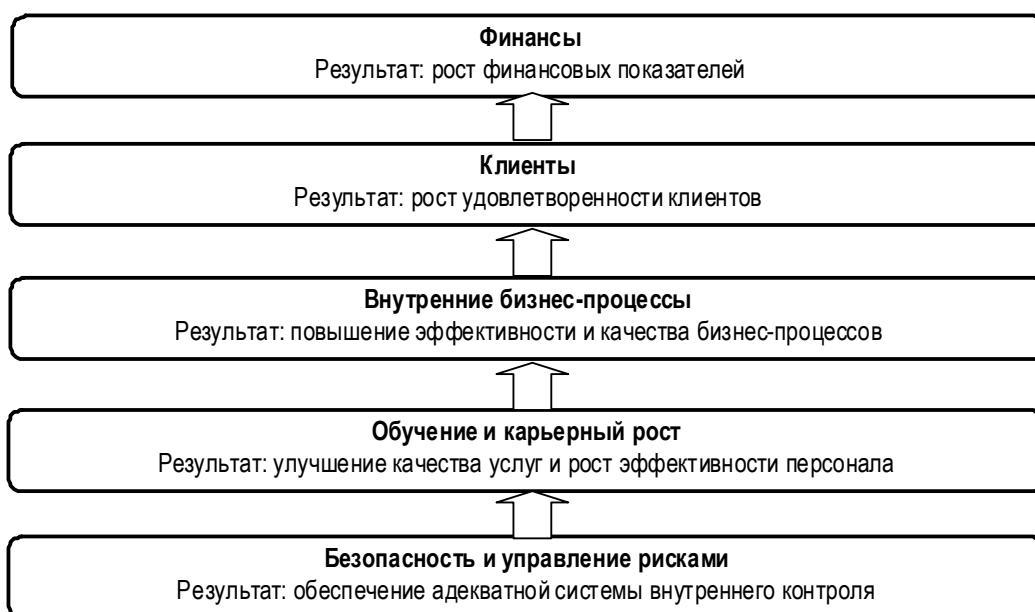 Финансы
Результат: рост финансовых показателей
Клиенты
Результат: рост удовлетворенности клиентов
Внутренние бизнес-процессы
Результат: повышение эффективности и качества бизнес-процессов
Обучение и карьерный рост
Результат: улучшение качества услуг и рост эффективности персонала
Безопасность и управление рисками
Результат: обеспечение адекватной системы внутреннего контроля